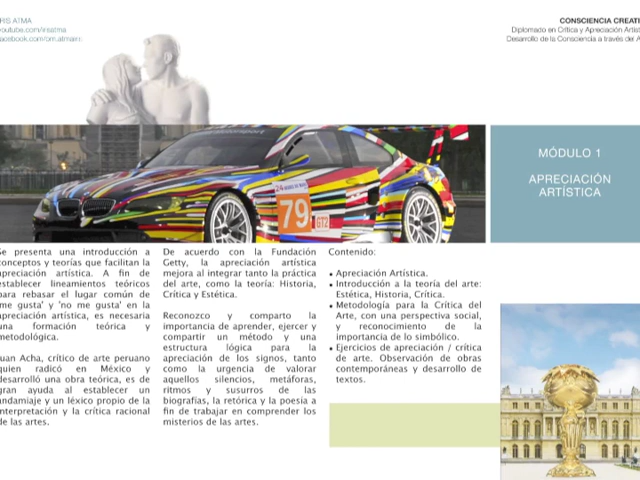 CONSCIENCIA CREATI
youtube.com/irisatma
Diplomado en Crítica y Apreciación Artíst
Desarrollo de la Consciencia a través del A
MÓDULO 1
APRECIACIÓN
ARTÍSTICA
24
79
GT2
Se presenta una introducción a
conceptos y teorías que facilitan la
apreciación artística. A fin de
establecer lineamientos teóricos
para rebasar el lugar común de
'me gusta' y 'no me gusta' en la
apreciación artística, es necesaria
una formación teórica y
metodológica.
Juan Acha, crítico de arte peruano
quien radicó en México y
desarrolló una obra teórica, es de
gran ayuda al establecer un
andamiaje y un léxico propio de la
interpretación y la crítica racional
de las artes.
De acuerdo con la Fundación
Getty, la apreciación artística
mejora al integrar tanto la práctica
del arte, como la teoría: Historia,
Crítica y Estética.
Reconozco y comparto la
importancia de aprender, ejercer y
compartir un método y una
estructura lógica para la
apreciación de los signos, tanto
como la urgencia de valorar
aquellos silencios, metáforas,
ritmos y susurros de las
biografías, la retórica y la poesía a
fin de trabajar en comprender los
misterios de las artes.
Contenido:
• Apreciación Artística.
• Introducción a la teoría del arte:
Estética, Historia, Crítica.
• Metodología para la Crítica del
Arte, con una perspectiva social,
y reconocimiento de la
importancia de lo simbólico.
• Ejercicios de apreciación / crítica
de arte. Observación de obras
contemporáneas y desarrollo de
textos.